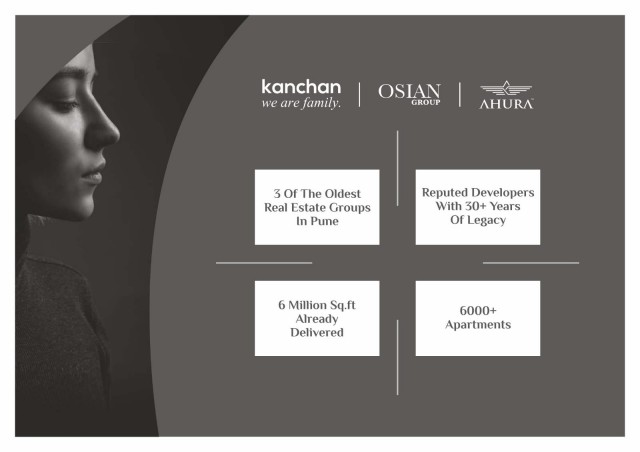 kanchan
we are family.
OSIAN
GROUP
AHURA
3 Of The Oldest
Real Estate Groups
In Pune
Reputed Developers
With 30+ Years
Of Legacy
6 Million Sq.ft
Already
Delivered
6000+
Apartments